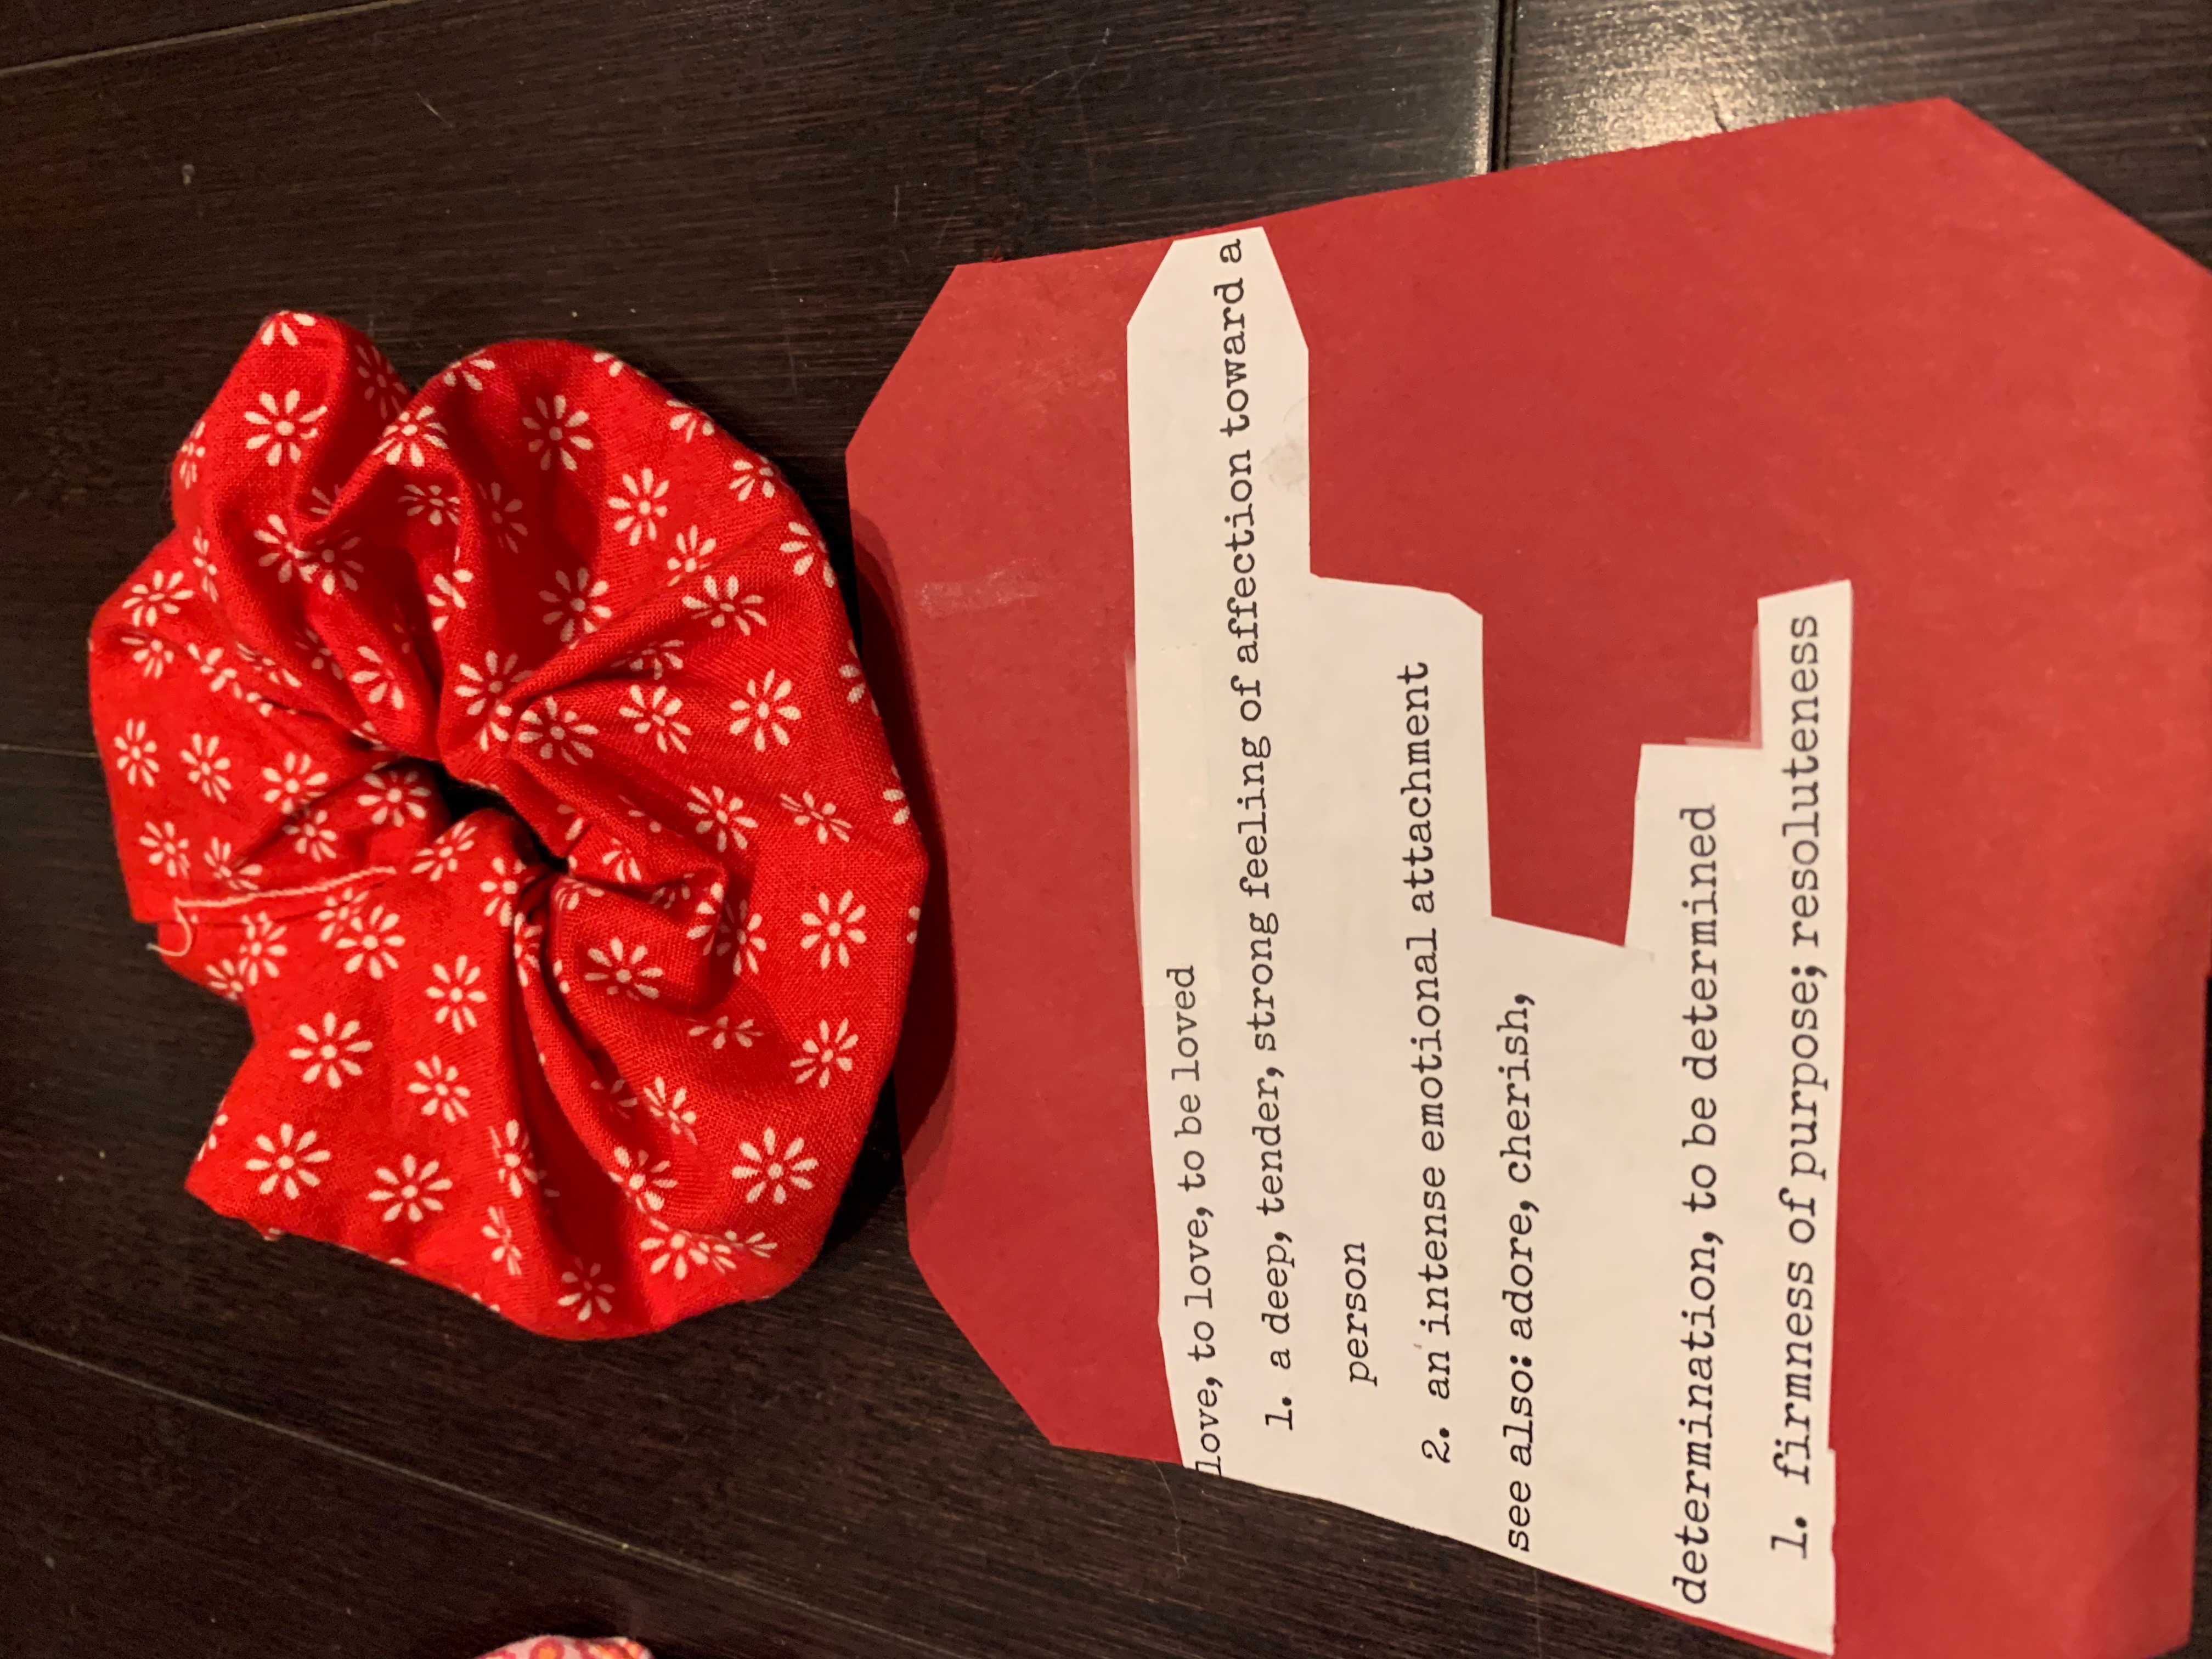 love, to love, to be loved
1. a deep, tender, strong feeling of affection toward a
person
2. an intense emotional attachment
see also: adore, cherish,
determination, to be determined
1. firmness of purpose; resoluteness